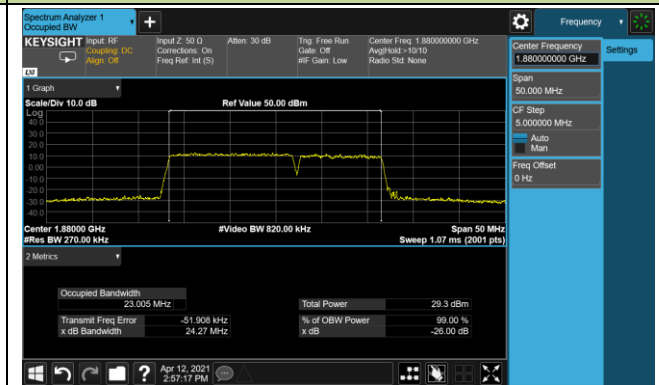 Spectrum Analyzer 1
Occupied BW
+
Frequency
KEYSIGHT
Input: RF
Coupling: DC
Align: Off
Input Z: 50 Ω
Corrections: On
Freq Ref: Int (S)
Atten: 30 dB
Trig: Free Run
Gate: Off
#IF Gain: Low
Center Freq: 1.880000000 GHz
Avg|Hold:>10/10
Radio Std: None
LXI
Center Frequency
1.880000000 GHz
Settings
Span
50.000 MHz
CF Step
5.000000 MHz
Auto
Man
Freq Offset
0 Hz
1 Graph
Scale/Div 10.0 dB
Ref Value 50.00 dBm
Log
40.0
30.0
20.0
10.0
0.00
-10.0
-20.0
-30.0
-40.0
Center 1.88000 GHz
#Video BW 820.00 kHz
Span 50 MHz
#Res BW 270.00 kHz
Sweep 1.07 ms (2001 pts)
2 Metrics
Occupied Bandwidth
23.005 MHz
Total Power
29.3 dBm
Transmit Freq Error
-51.908 kHz
% of OBW Power
99.00 %
x dB Bandwidth
24.27 MHz
x dB
-26.00 dB
?
Apr 12, 2021
2:57:17 PM